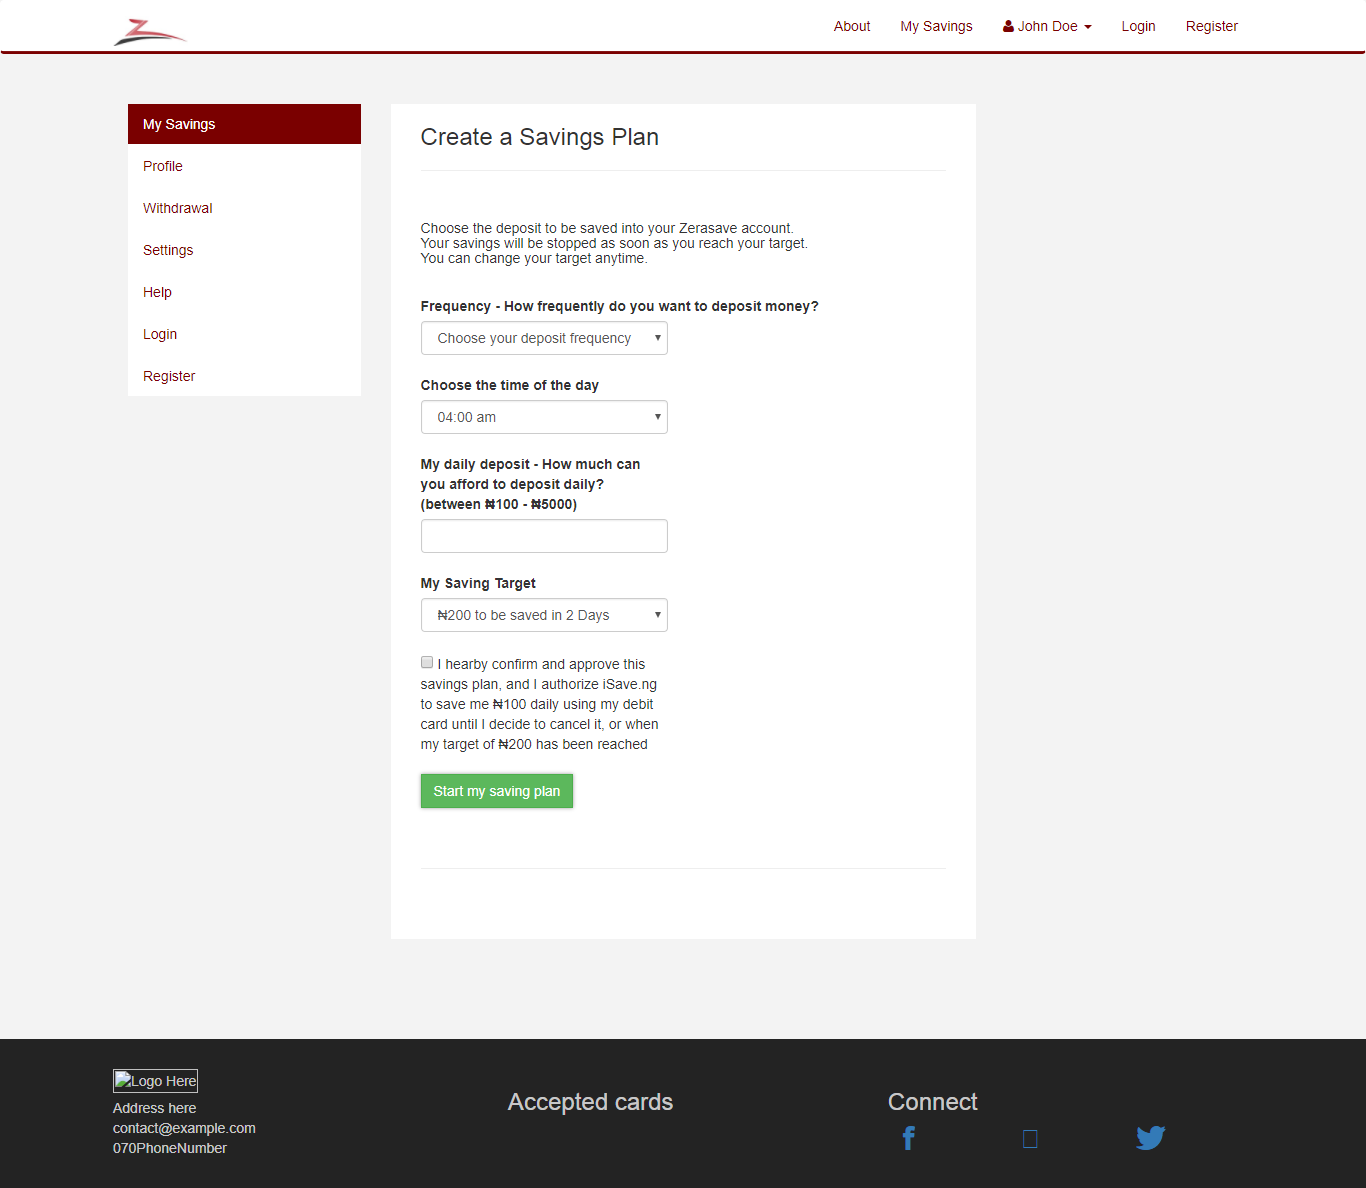 About
My Savings
John Doe
Login
Register
My Savings
Profile
Withdrawal
Settings
Help
Login
Register
Create a Savings Plan
Choose the deposit to be saved into your Zerasave account.
Your savings will be stopped as soon as you reach your target.
You can change your target anytime.
Frequency - How frequently do you want to deposit money?
Choose your deposit frequency
Choose the time of the day
04:00 am
My daily deposit - How much can
you afford to deposit daily?
(between ₦100 - ₦5000)
My Saving Target
₦200 to be saved in 2 Days
I hearby confirm and approve this
savings plan, and I authorize iSave.ng
to save me ₦100 daily using my debit
card until I decide to cancel it, or when
my target of ₦200 has been reached
Start my saving plan
Logo Here
Address here
contact@example.com
070PhoneNumber
Accepted cards
Connect